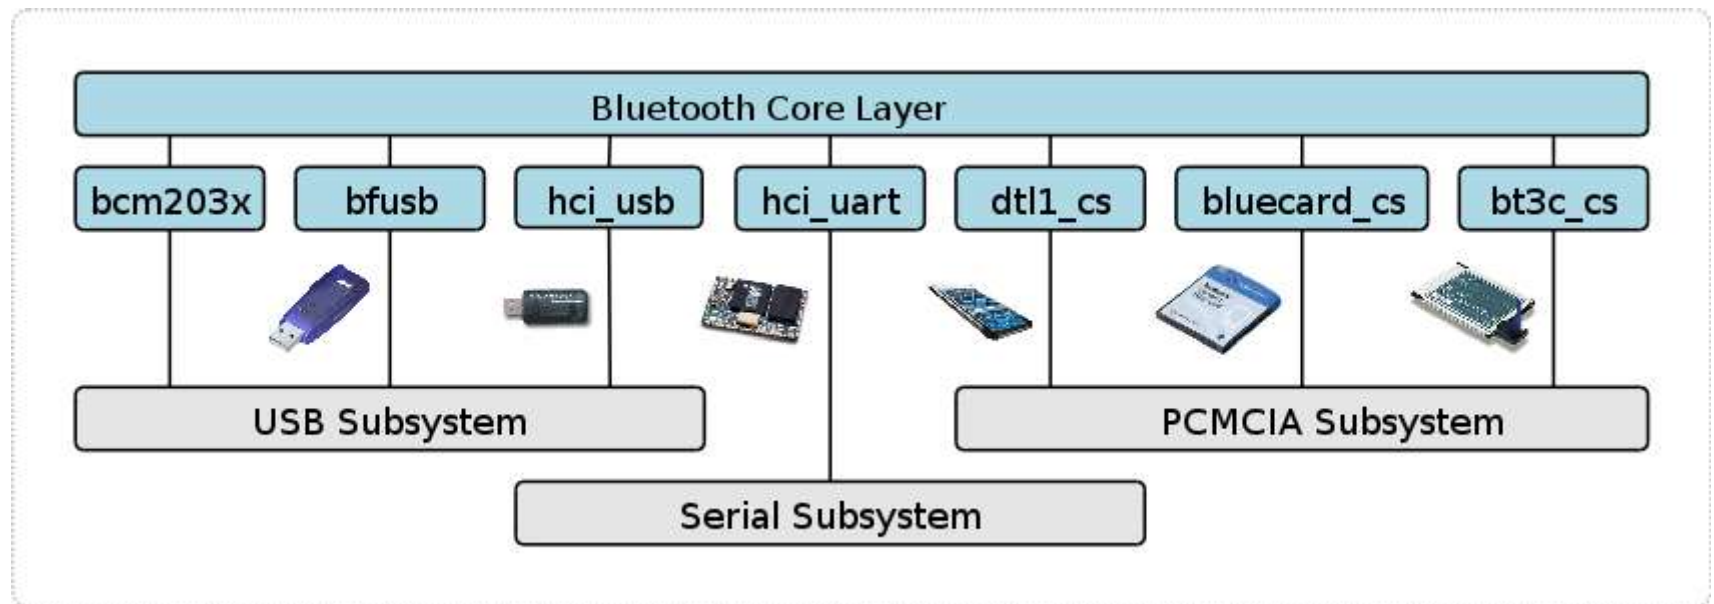 Bluetooth Core Layer
bcm203x
bfusb
hci_usb
hci_uart
dtl1_cs
bluecard_cs
bt3c_cs
USB Subsystem
PCMCIA Subsystem
Serial Subsystem